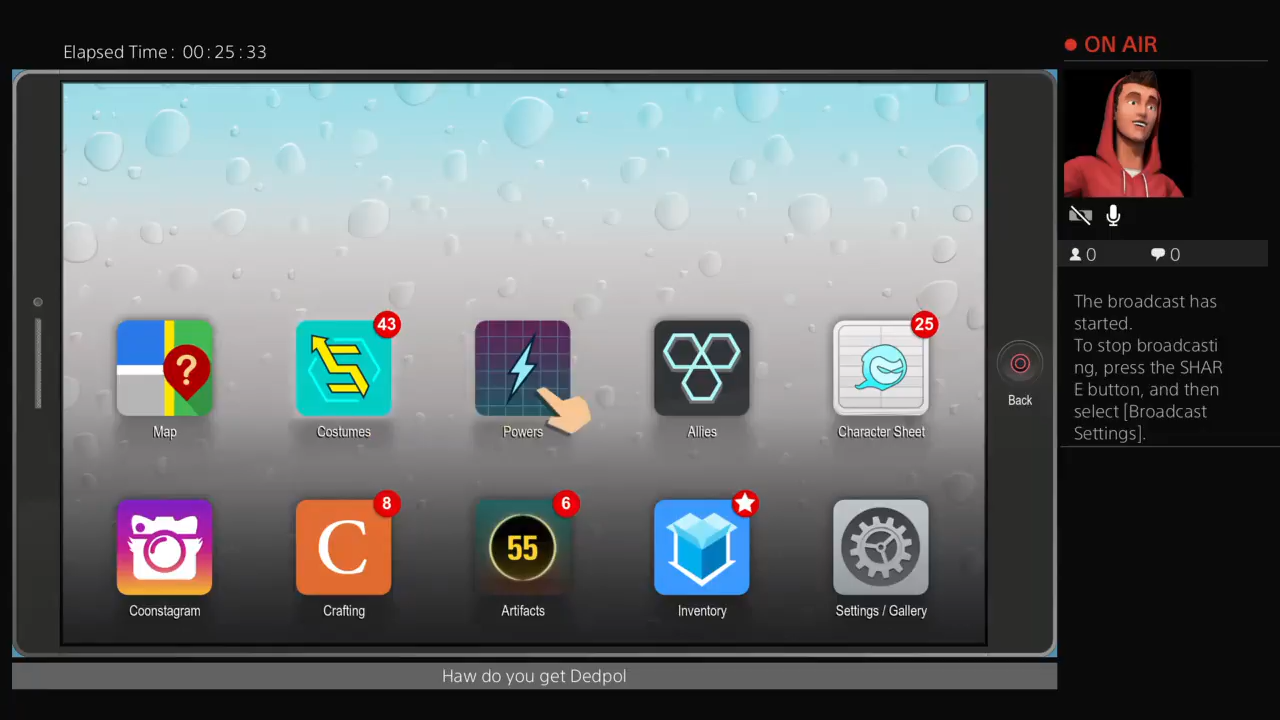 Elapsed Time: 00:25:33
ON AIR
0 0
The broadcast has
started.
To stop broadcasti
ng, press the SHAR
E button, and then
select [Broadcast
Settings].
43
25
?
Map
Costumes
Powers
Allies
Character Sheet
Back
8
6
C
55
Coonstagram
Crafting
Artifacts
Inventory
Settings / Gallery
Haw do you get Dedpol